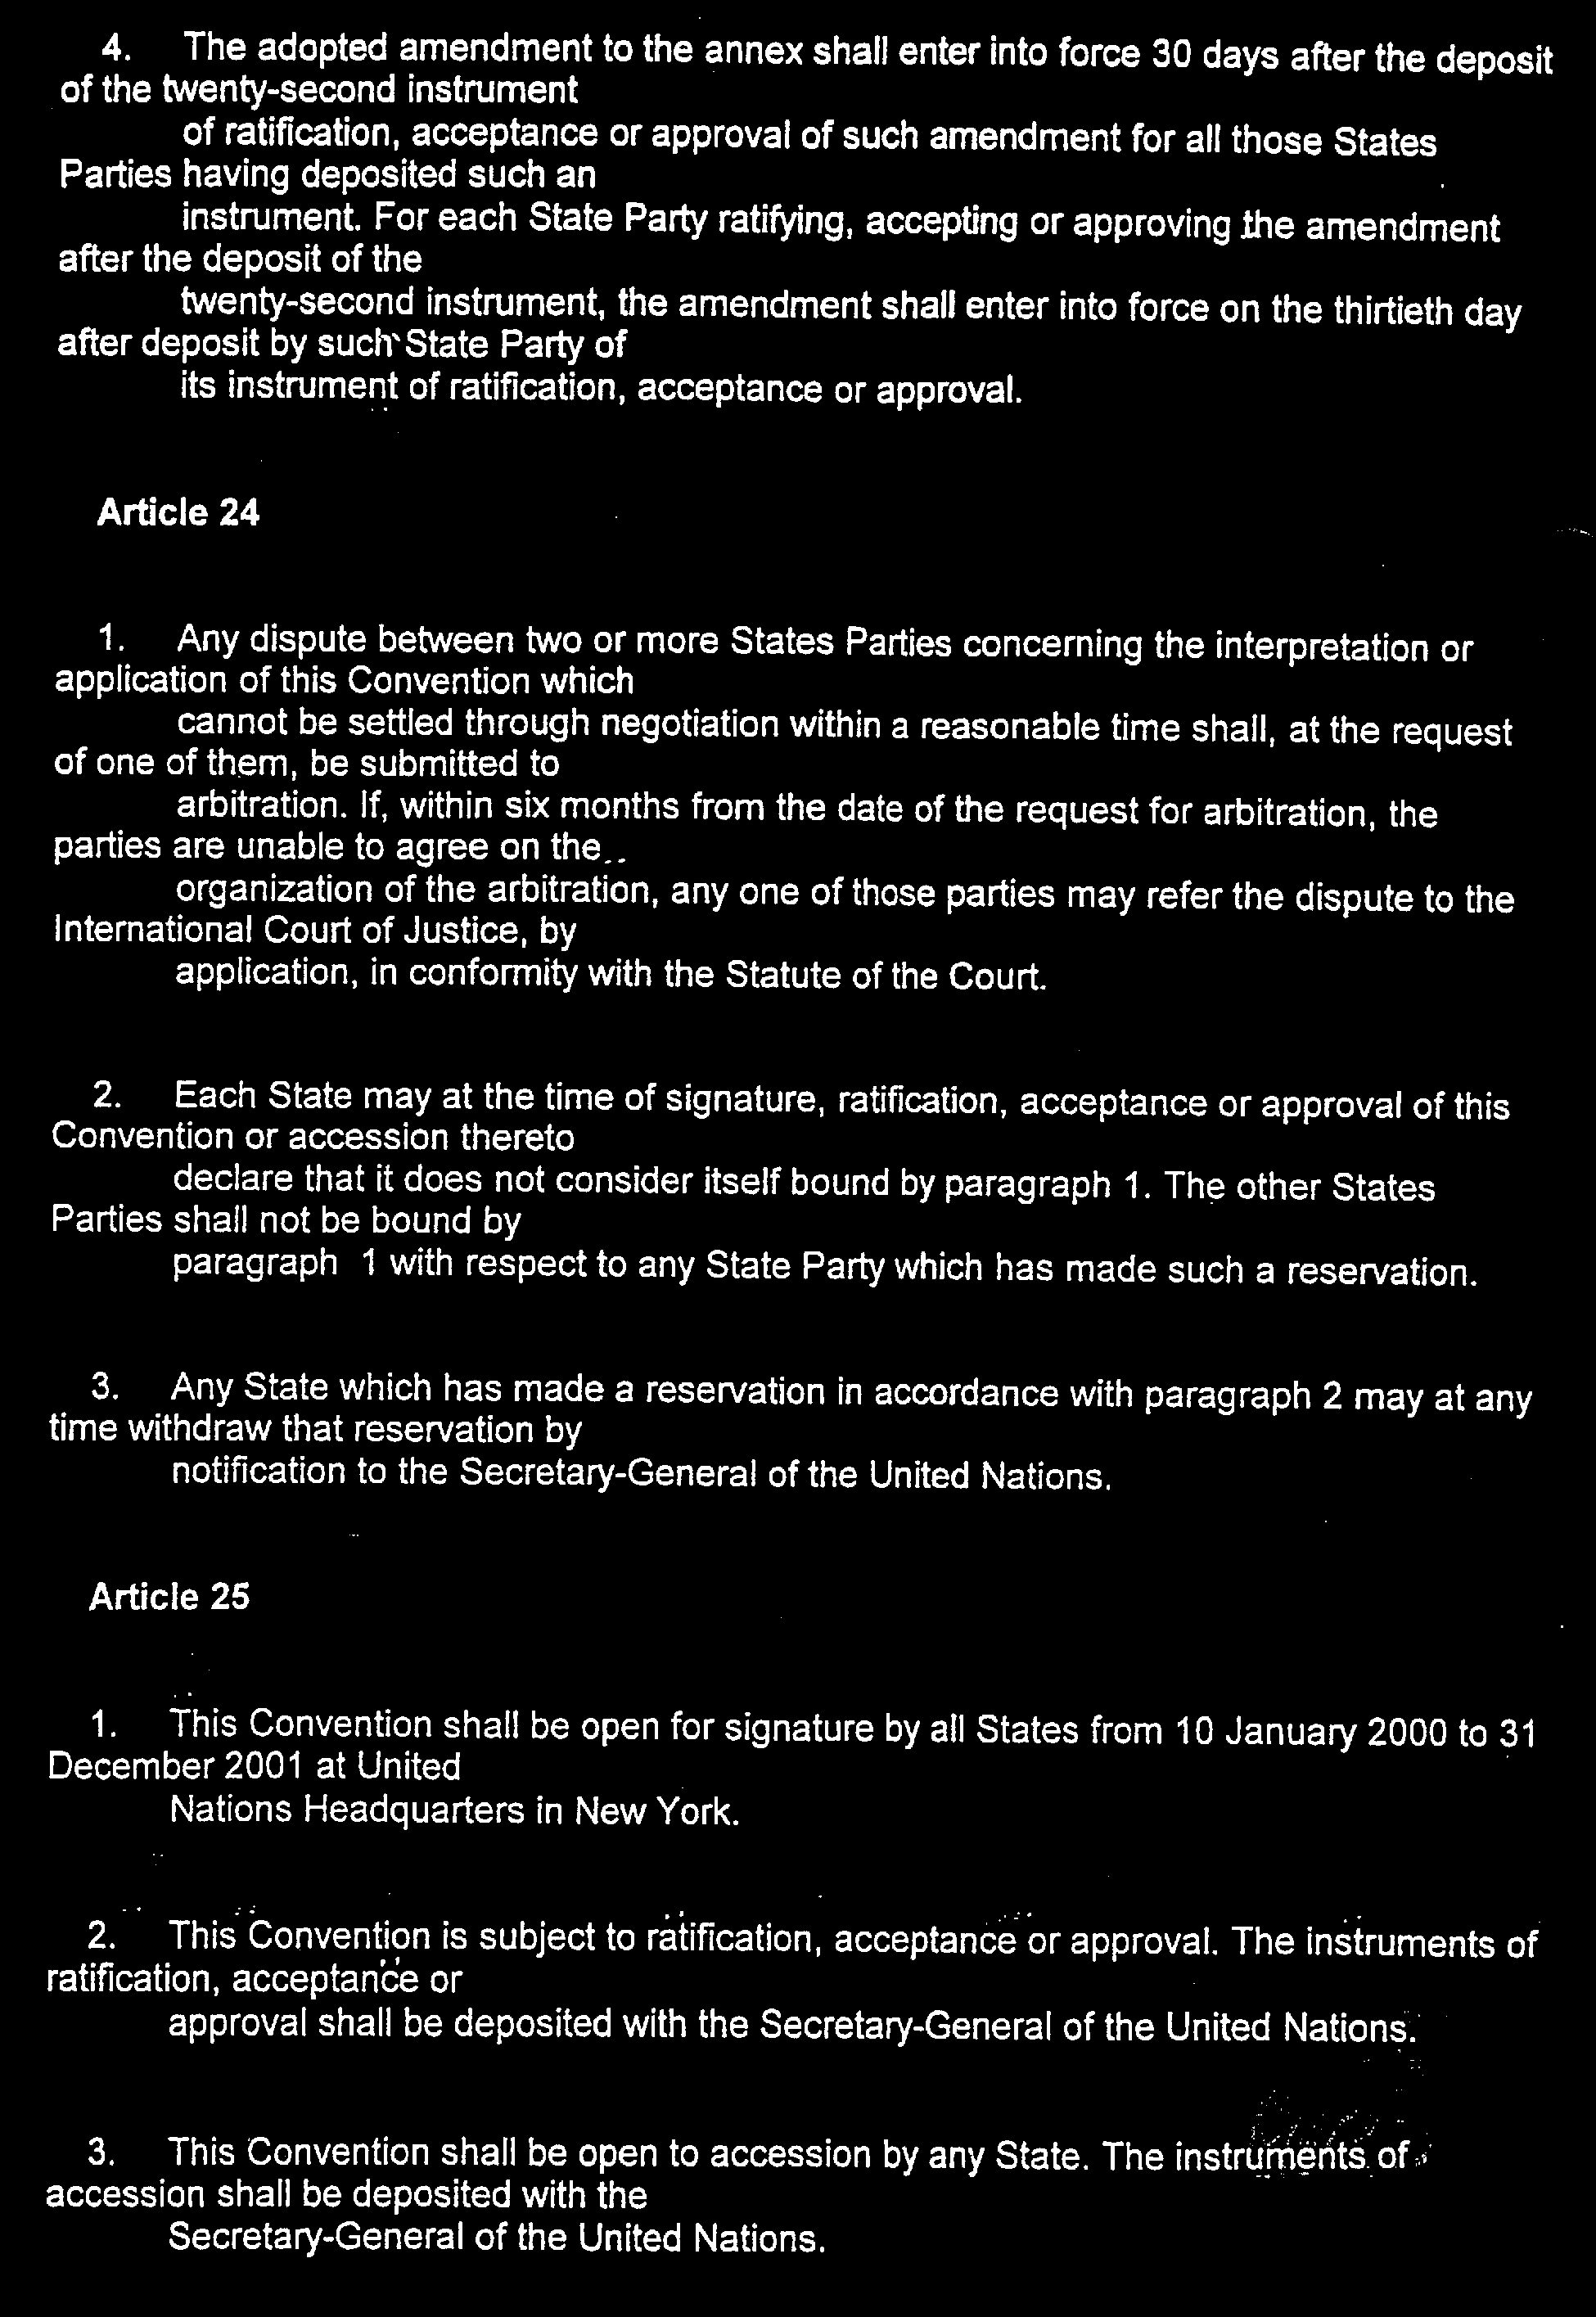 4. The adopted amendment to the annex shall enter into force 30 days after the deposit
of the twenty-second instrument
of ratification, acceptance or approval of such amendment for all those States
Parties having deposited such an
instrument. For each State Party ratifying, accepting or approving the amendment
after the deposit of the
twenty-second instrument, the amendment shall enter into force on the thirtieth day
after deposit by such State Party of
its instrument of ratification, acceptance or approval.
Article 24
1. Any dispute between two or more States Parties concerning the interpretation or
application of this Convention which
cannot be settled through negotiation within a reasonable time shall, at the request
of one of them, be submitted to
arbitration. If, within six months from the date of the request for arbitration, the
parties are unable to agree on the
organization of the arbitration, any one of those parties may refer the dispute to the
International Court of Justice, by
application, in conformity with the Statute of the Court.
2. Each State may at the time of signature, ratification, acceptance or approval of this
Convention or accession thereto
declare that it does not consider itself bound by paragraph 1. The other States
Parties shall not be bound by
paragraph 1 with respect to any State Party which has made such a reservation.
3. Any State which has made a reservation in accordance with paragraph 2 may at any
time withdraw that reservation by
notification to the Secretary-General of the United Nations.
Article 25
1. This Convention shall be open for signature by all States from 10 January 2000 to 31
December 2001 at United
Nations Headquarters in New York.
2. This Convention is subject to ratification, acceptance or approval. The instruments of
ratification, acceptance or
approval shall be deposited with the Secretary-General of the United Nations.
3. This Convention shall be open to accession by any State. The instruments of
accession shall be deposited with the
Secretary-General of the United Nations.